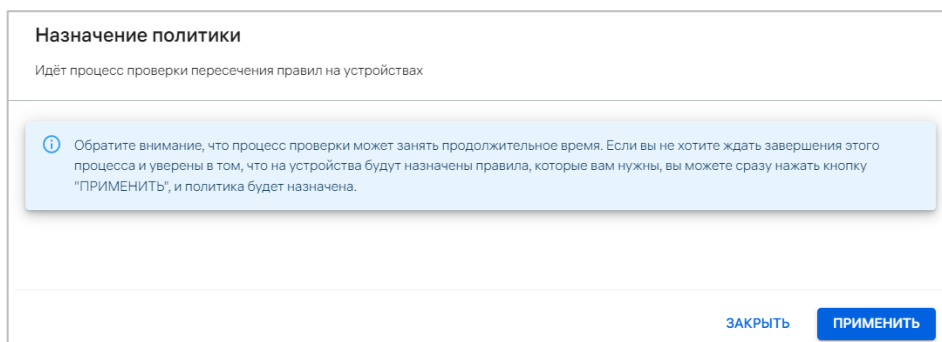 Назначение политики
Идёт процесс проверки пересечения правил на устройствах
Обратите внимание, что процесс проверки может занять продолжительное время. Если вы не хотите ждать завершения этого
процесса и уверены в том, что на устройства будут назначены правила, которые вам нужны, вы можете сразу нажать кнопку
"ПРИМЕНИТЬ", и политика будет назначена.
ЗАКРЫТЬ ПРИМЕНИТЬ